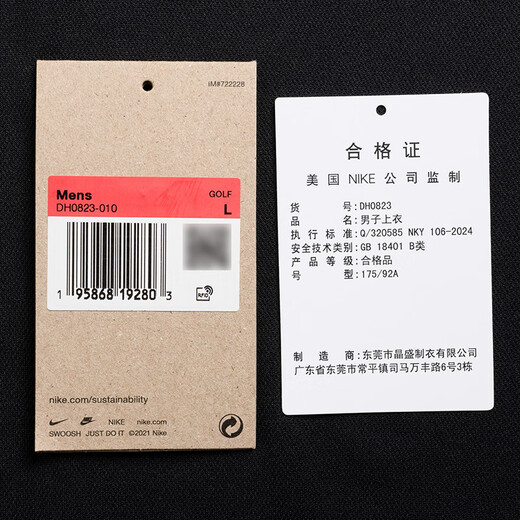 IM#722228
Mens
GOLF
DH0823-010
L
1 95868 19280 3
RFID
nike.com/sustainability
NIKE nike.com
SWOOSH JUST DO IT ©2021 Nike
合格证
美国 NIKE 公司监制
货号:DH0823
品名:男子上衣
执行标准:Q/320585 NKY 106-2024
安全技术类别:GB 18401 B类
产品等级:合格品
号型:175/92A
制造商:东莞市晶盛制衣有限公司
广东省东莞市常平镇司马万丰路6号3栋